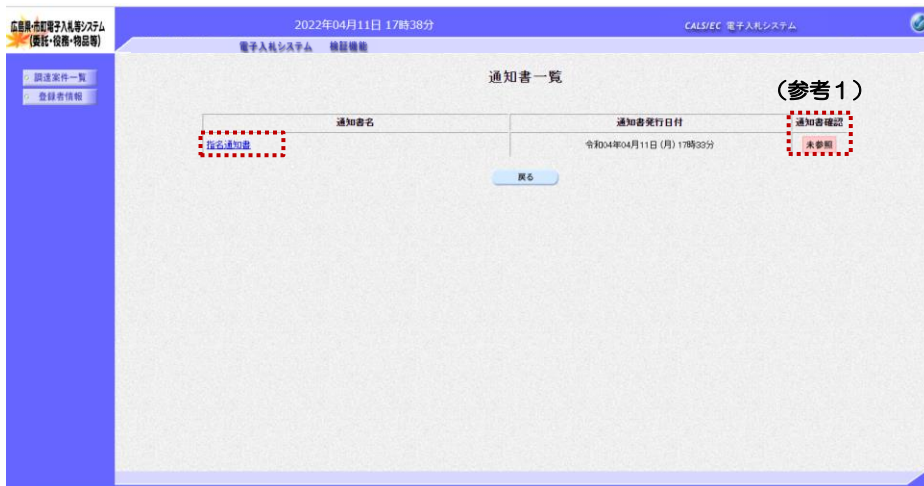 広島県・市町電子入札等システム
(委託・役務・物品等)
2022年04月11日 17時38分
CALS/EC 電子入札システム
電子入札システム 検証機能
調達案件一覧
登録者情報
通知書一覧
(参考1)
通知書名 通知書発行日付 通知書確認
指名通知書 令和04年04月11日 (月) 17時33分 未参照
戻る